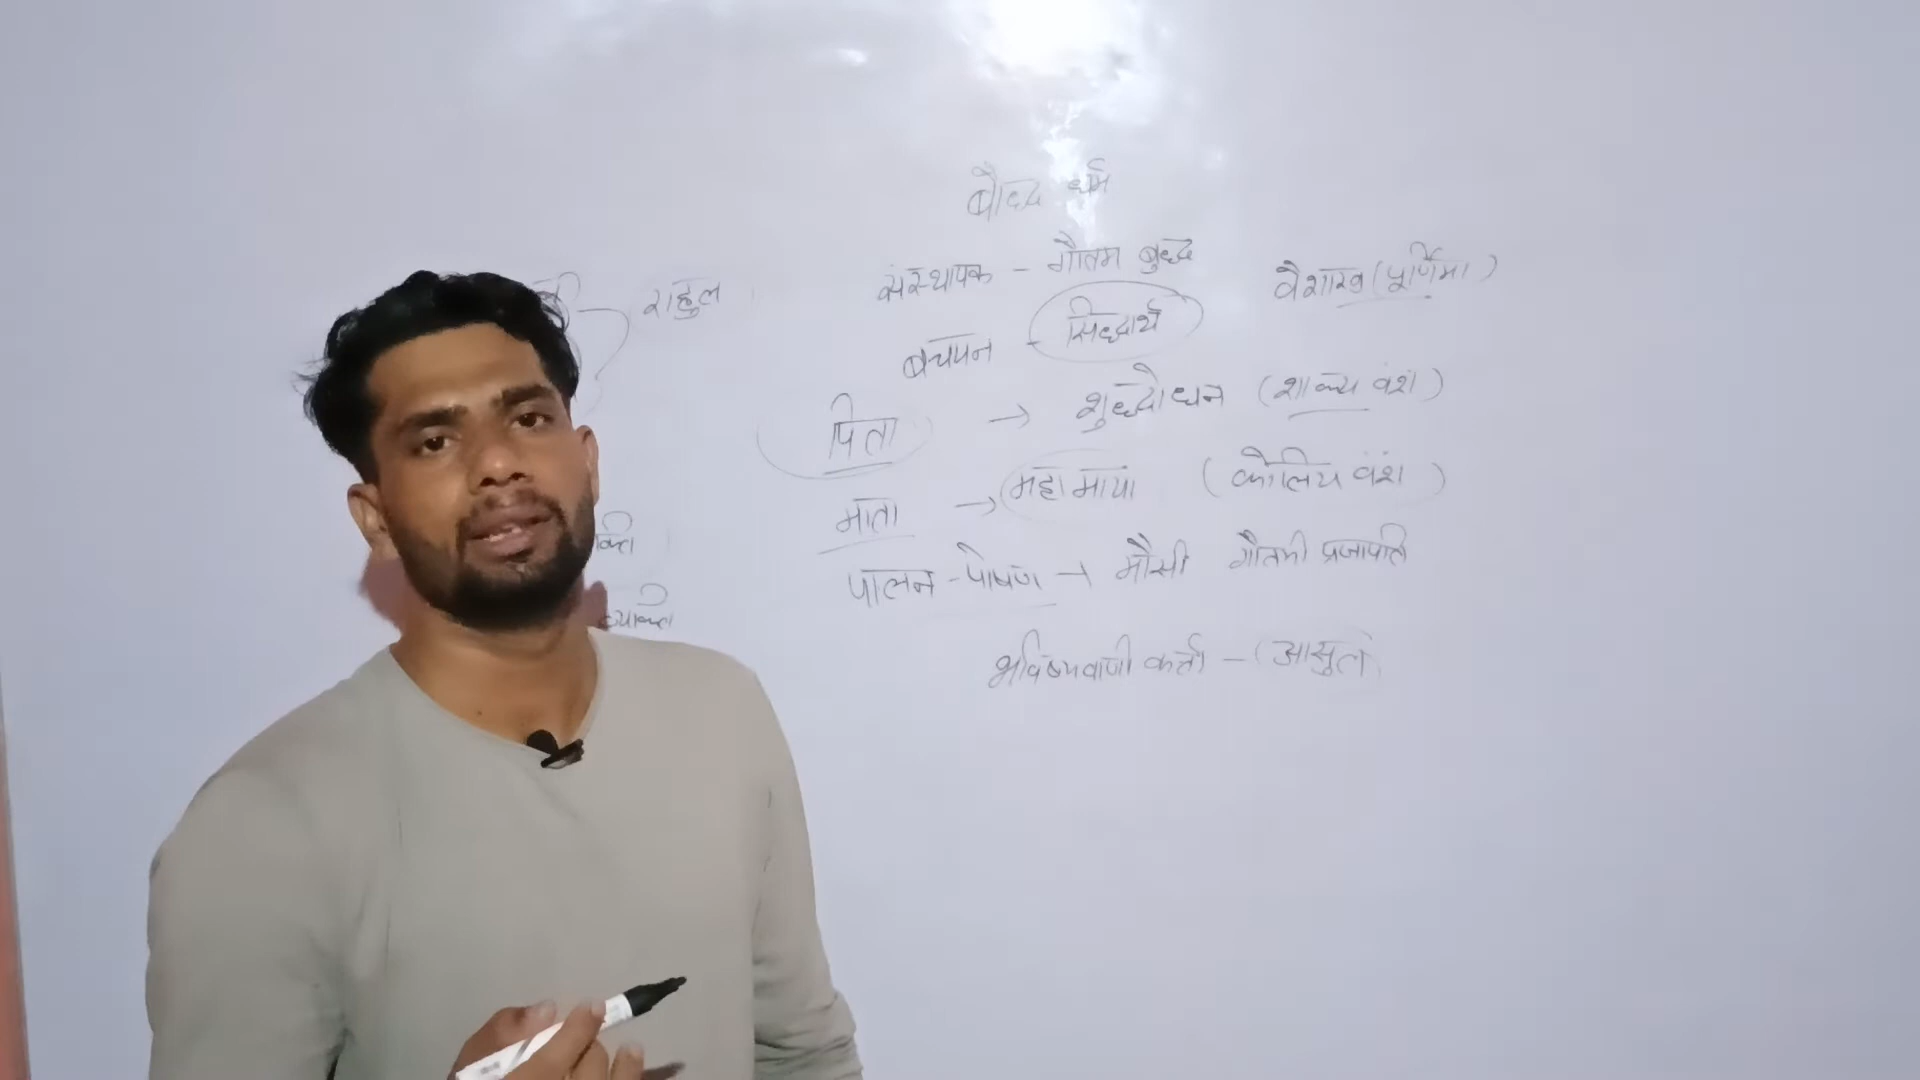 बौद्ध धर्म
संस्थापक - गौतम बुद्ध
वैशाख (पूर्णिमा)
बचपन - सिद्धार्थ
पिता → शुद्धोधन (शाक्य वंश)
माता → महामाया (कोलिय वंश)
पालन-पोषण → मौसी गौतमी प्रजापति
भविष्यवाणी कर्ता - (आसुत
राहुल